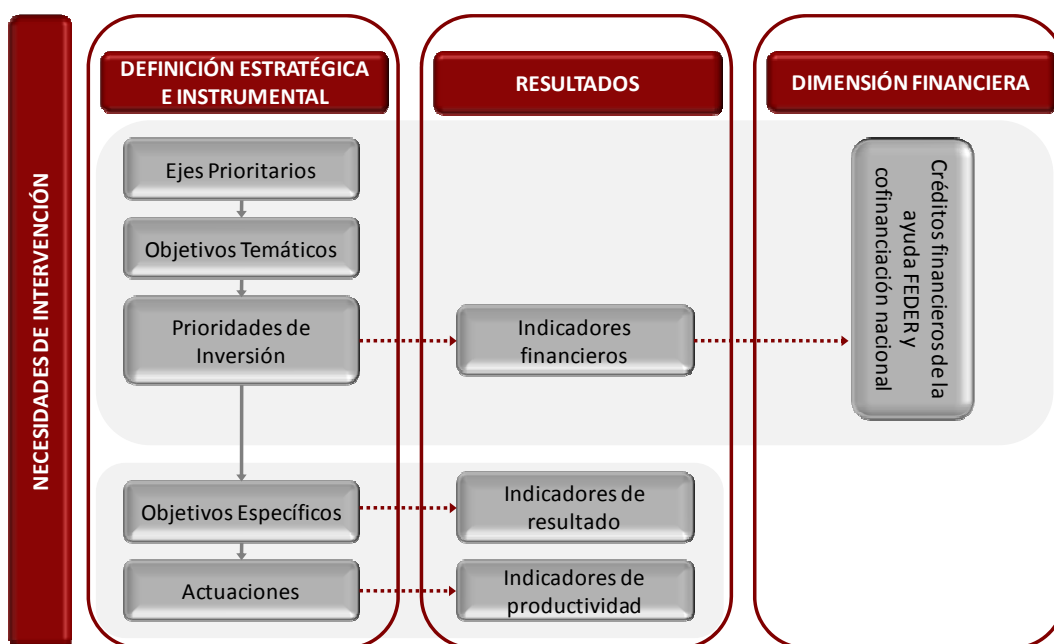 NECESIDADES DE INTERVENCIÓN
DEFINICIÓN ESTRATÉGICA
E INSTRUMENTAL
Ejes Prioritarios
Objetivos Temáticos
Prioridades de
Inversión
Objetivos Específicos
Actuaciones
RESULTADOS
Indicadores
financieros
Indicadores de
resultado
Indicadores de
productividad
DIMENSIÓN FINANCIERA
Créditos financieros de la
ayuda FEDER y
cofinanciación nacional